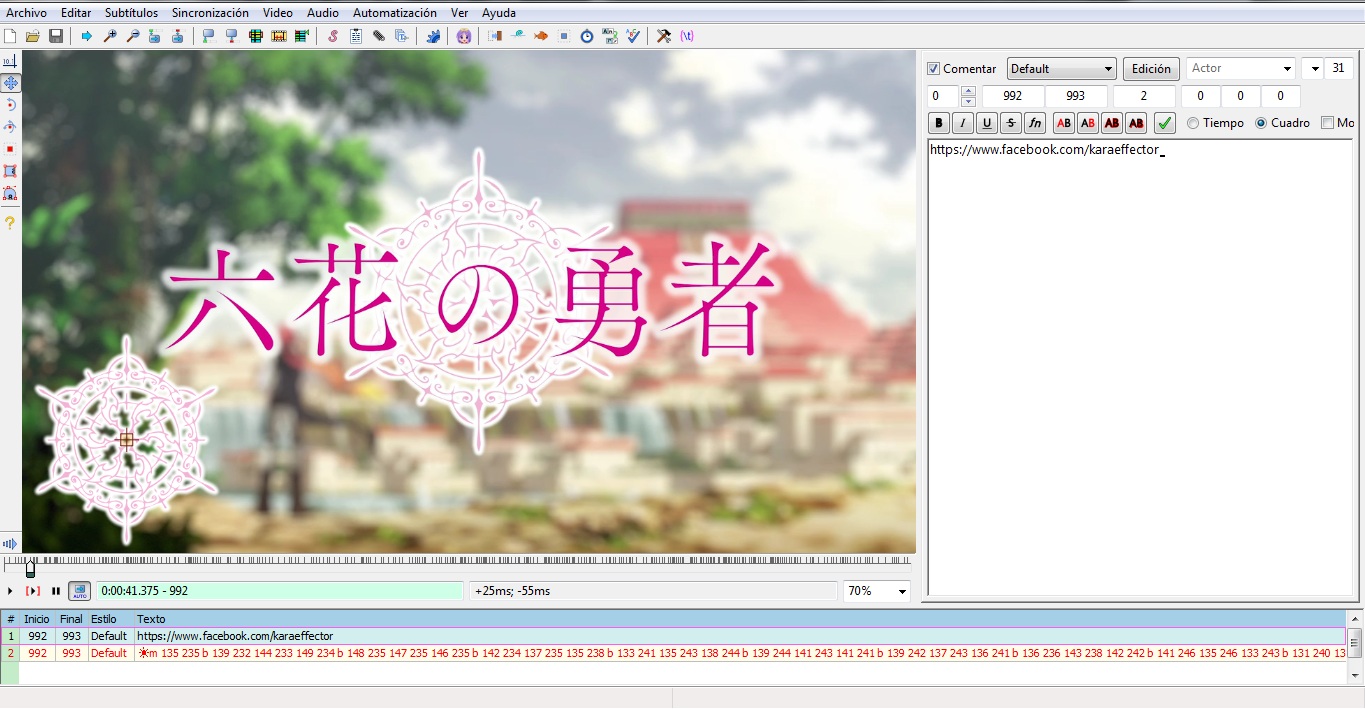 Archivo Editar Subtítulos Sincronización Video Audio Automatización Ver Ayuda
Comentar Default Edición Actor 31
0 992 993 2 0 0 0
B I U S fn AB AB AB AB Tiempo Cuadro Mo
https://www.facebook.com/karaeffector_
六花の勇者
0:00:41.375 - 992 +25ms; -55ms 70%
# Inicio Final Estilo Texto
1 992 993 Default https://www.facebook.com/karaeffector
2 992 993 Default ☀m 135 235 b 139 232 144 233 149 234 b 148 235 147 235 146 235 b 142 234 137 235 135 238 b 133 241 135 243 138 244 b 139 244 141 243 141 241 b 139 242 137 243 136 241 b 136 236 143 238 142 242 b 141 246 135 246 133 243 b 131 240 13